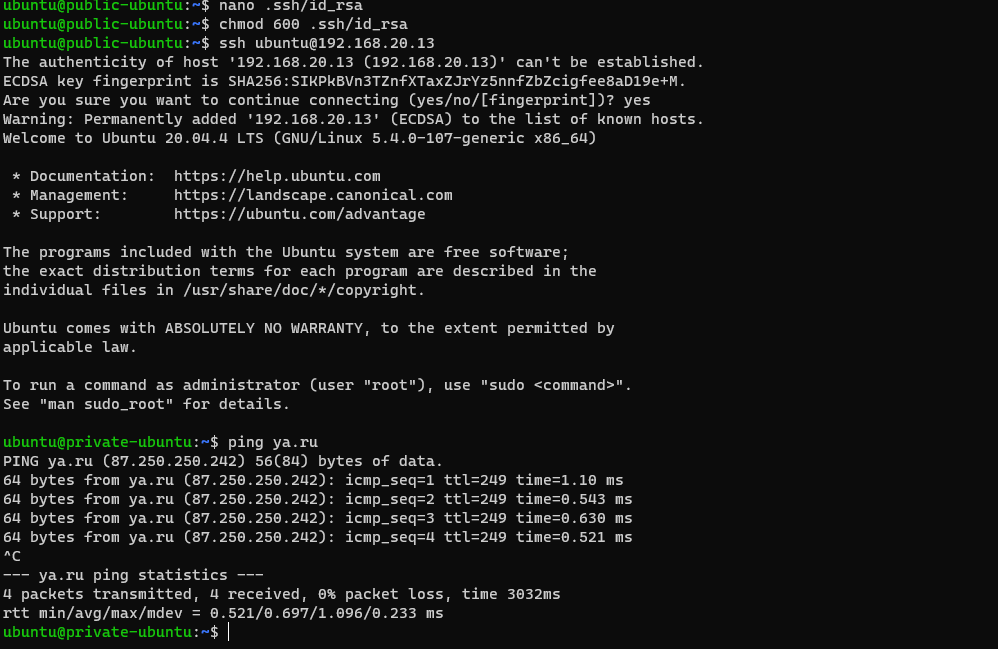 ubuntu@public-ubuntu:~$ nano .ssh/id_rsa
ubuntu@public-ubuntu:~$ chmod 600 .ssh/id_rsa
ubuntu@public-ubuntu:~$ ssh ubuntu@192.168.20.13
The authenticity of host '192.168.20.13 (192.168.20.13)' can't be established.
ECDSA key fingerprint is SHA256:SIKPkBVn3TZnfXTaxZJrYz5nnfZbZcigfee8aD19e+M.
Are you sure you want to continue connecting (yes/no/[fingerprint])? yes
Warning: Permanently added '192.168.20.13' (ECDSA) to the list of known hosts.
Welcome to Ubuntu 20.04.4 LTS (GNU/Linux 5.4.0-107-generic x86_64)
* Documentation:  https://help.ubuntu.com
* Management:     https://landscape.canonical.com
* Support:        https://ubuntu.com/advantage
The programs included with the Ubuntu system are free software;
the exact distribution terms for each program are described in the
individual files in /usr/share/doc/*/copyright.
Ubuntu comes with ABSOLUTELY NO WARRANTY, to the extent permitted by
applicable law.
To run a command as administrator (user "root"), use "sudo <command>".
See "man sudo_root" for details.
ubuntu@private-ubuntu:~$ ping ya.ru
PING ya.ru (87.250.250.242) 56(84) bytes of data.
64 bytes from ya.ru (87.250.250.242): icmp_seq=1 ttl=249 time=1.10 ms
64 bytes from ya.ru (87.250.250.242): icmp_seq=2 ttl=249 time=0.543 ms
64 bytes from ya.ru (87.250.250.242): icmp_seq=3 ttl=249 time=0.630 ms
64 bytes from ya.ru (87.250.250.242): icmp_seq=4 ttl=249 time=0.521 ms
^C
--- ya.ru ping statistics ---
4 packets transmitted, 4 received, 0% packet loss, time 3032ms
rtt min/avg/max/mdev = 0.521/0.697/1.096/0.233 ms
ubuntu@private-ubuntu:~$